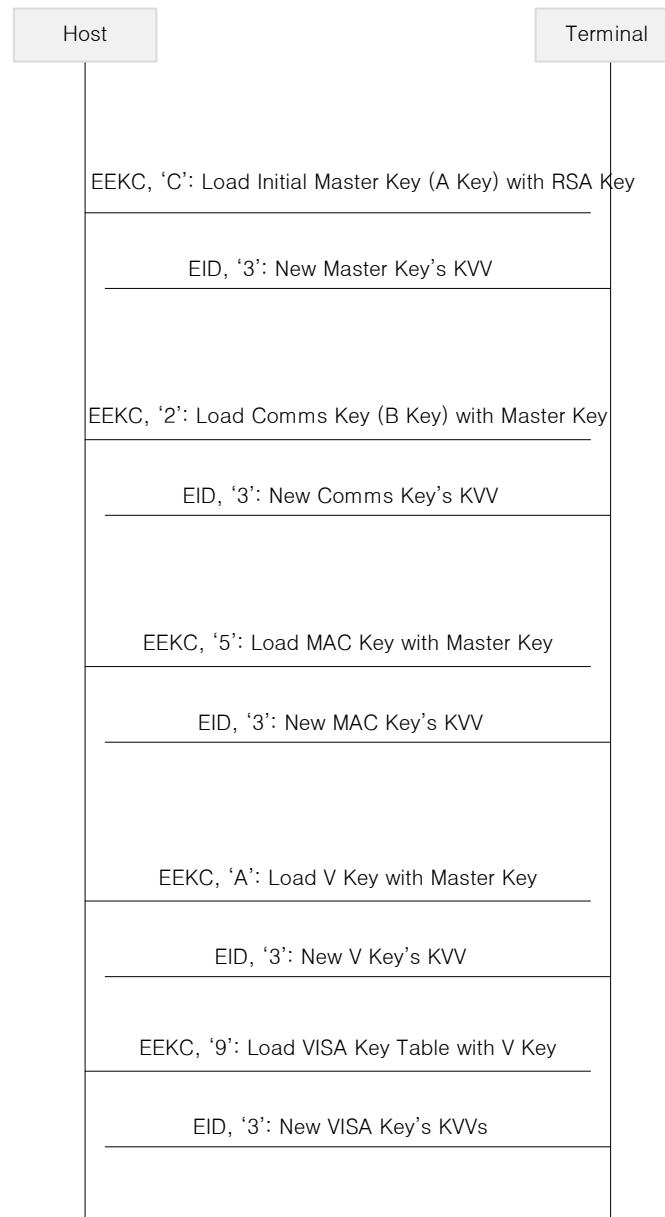 Host
Terminal
EEKC, ‘C’: Load Initial Master Key (A Key) with RSA Key
EID, ‘3’: New Master Key’s KVV
EEKC, ‘2’: Load Comms Key (B Key) with Master Key
EID, ‘3’: New Comms Key’s KVV
EEKC, ‘5’: Load MAC Key with Master Key
EID, ‘3’: New MAC Key’s KVV
EEKC, ‘A’: Load V Key with Master Key
EID, ‘3’: New V Key’s KVV
EEKC, ‘9’: Load VISA Key Table with V Key
EID, ‘3’: New VISA Key’s KVVs